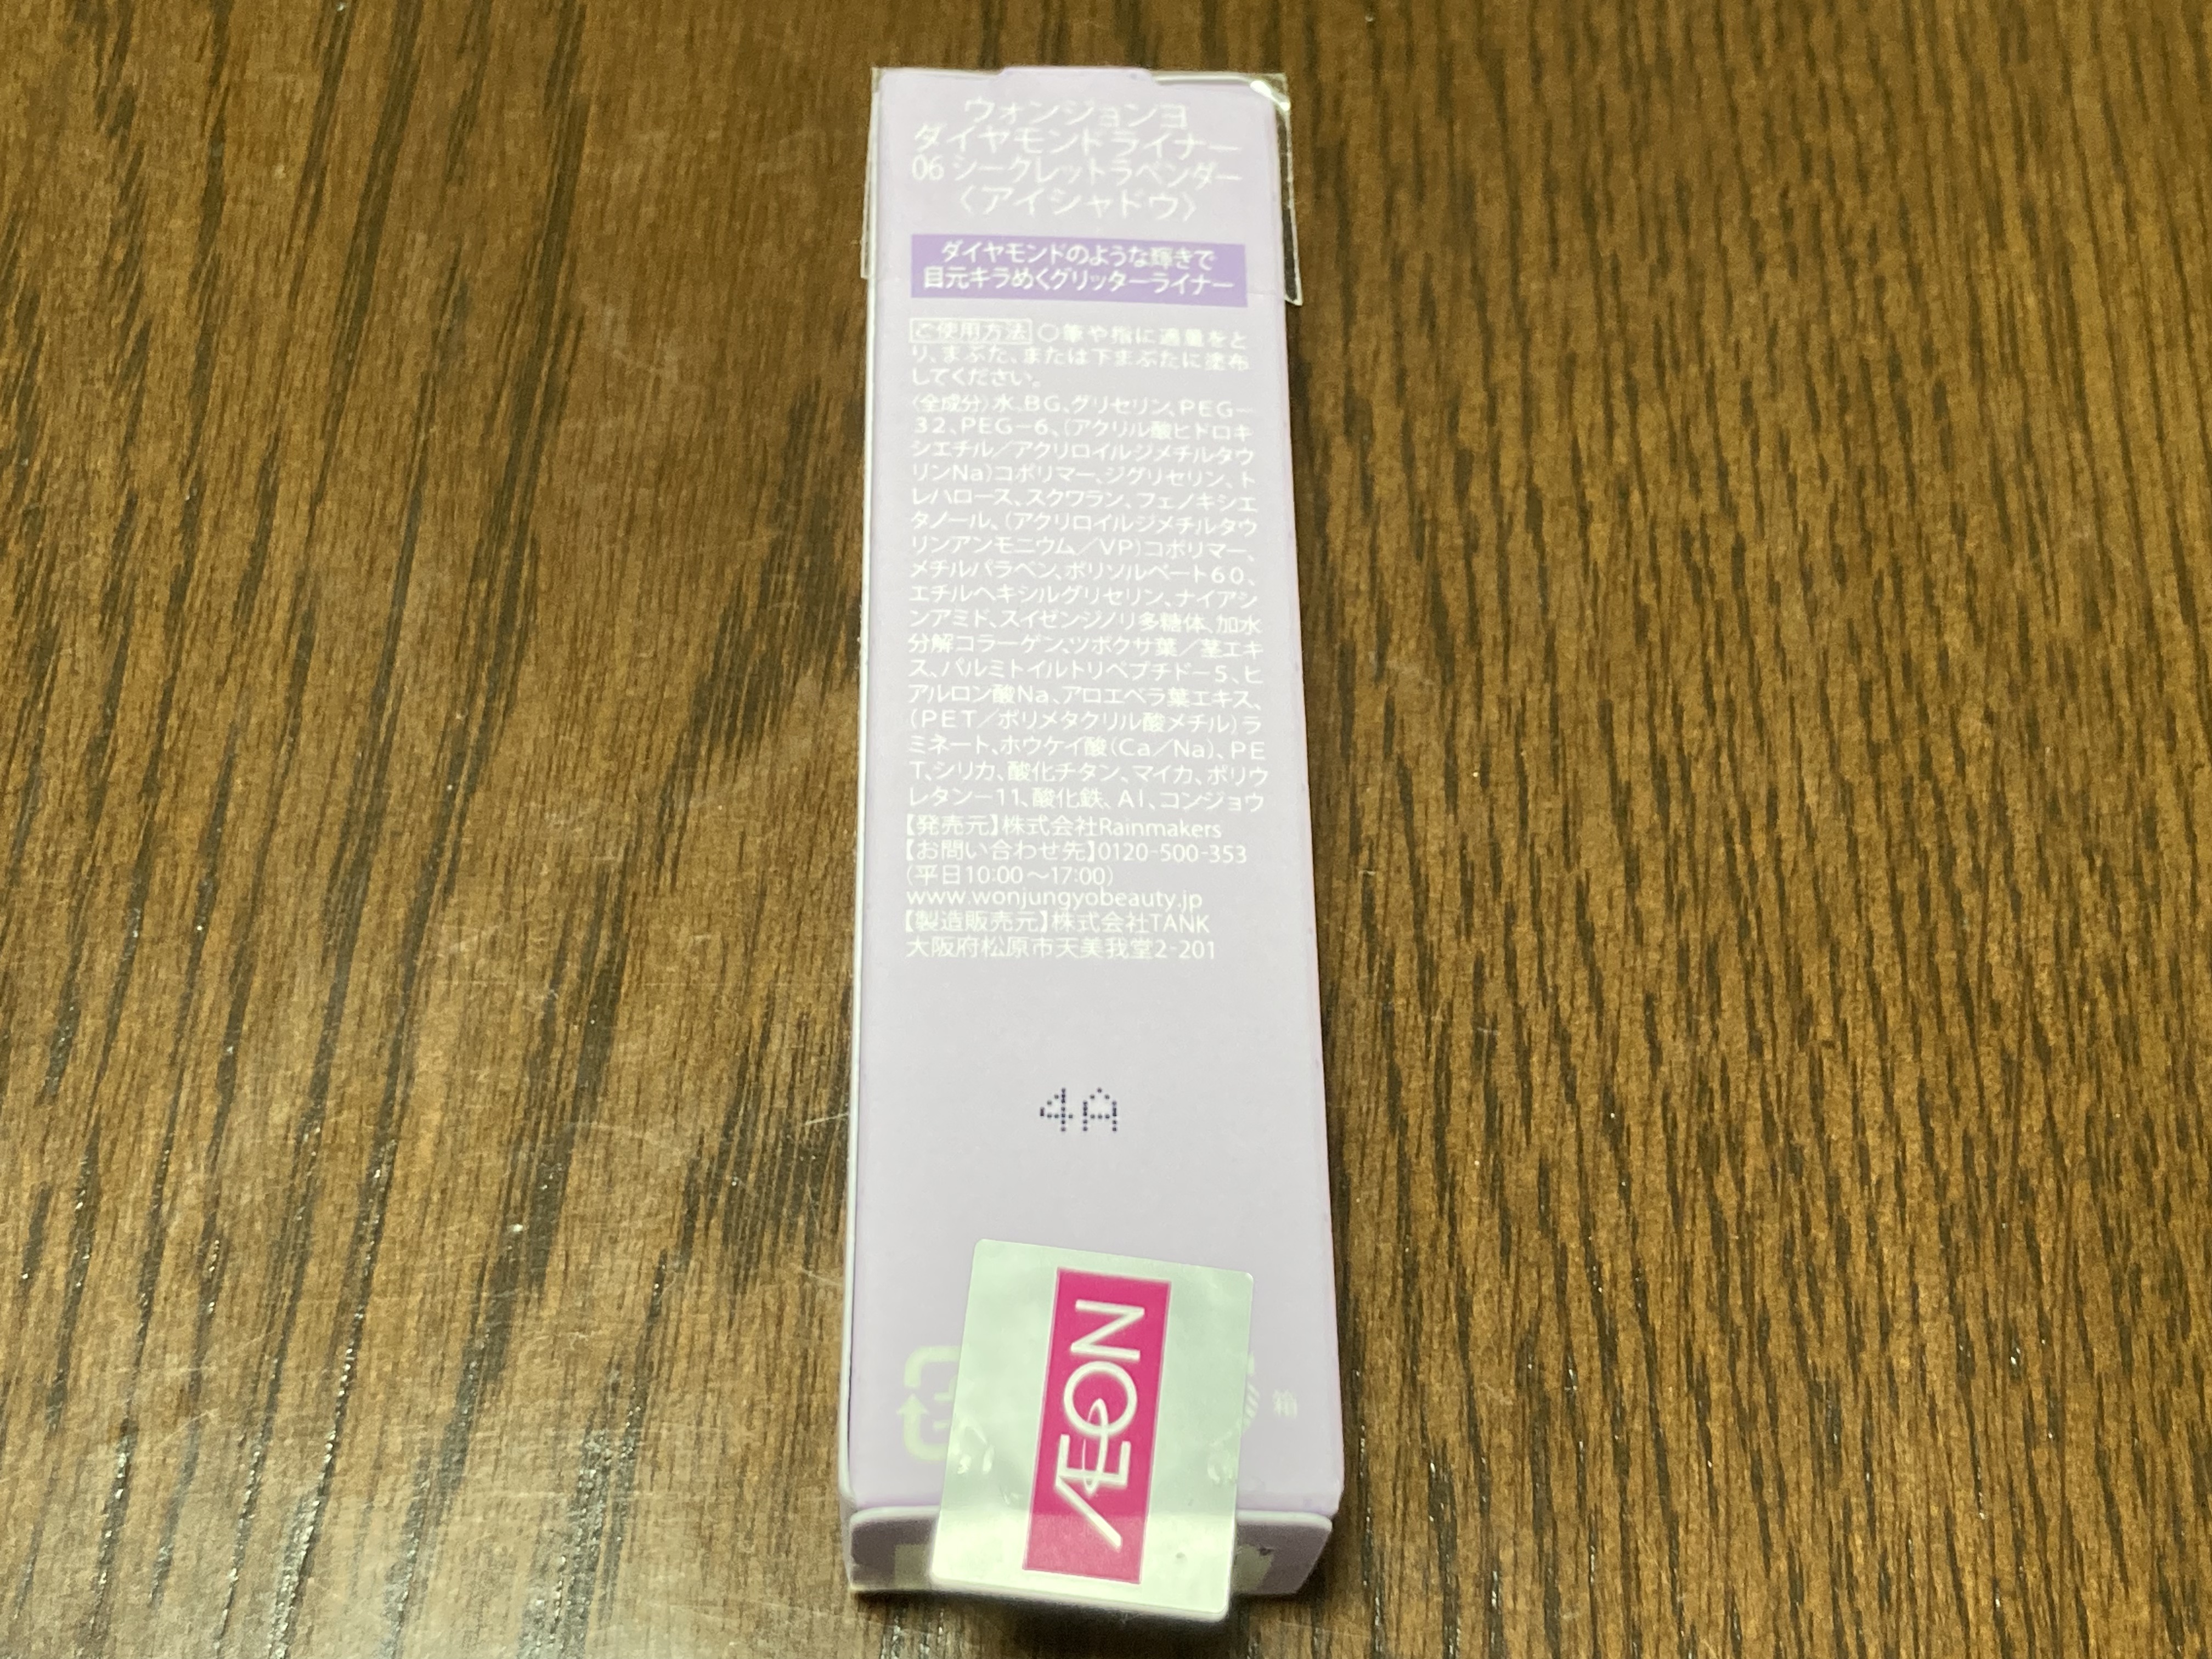 ウォンジョンヨ
ダイヤモンドライナー
06 シークレットラベンダー
〈アイシャドウ〉
ダイヤモンドのような輝きで
目元キラめくグリッターライナー
ご使用方法 ○筆や指に適量をと
り、まぶた、または下まぶたに塗布
してください。
〈全成分〉水、BG、グリセリン、PEG－
32、PEG－6、(アクリル酸ヒドロキ
シエチル／アクリロイルジメチルタウ
リンNa)コポリマー、ジグリセリン、ト
レハロース、スクワラン、フェノキシエ
タノール、(アクリロイルジメチルタウ
リンアンモニウム／VP)コポリマー、
メチルパラベン、ポリソルベート60、
エチルヘキシルグリセリン、ナイアシ
ンアミド、スイゼンジノリ多糖体、加水
分解コラーゲン、ツボクサ葉／茎エキ
ス、パルミトイルトリペプチド－5、ヒ
アルロン酸Na、アロエベラ葉エキス、
(PET／ポリメタクリル酸メチル)ラ
ミネート、ホウケイ酸(Ca／Na)、PE
T、シリカ、酸化チタン、マイカ、ポリウ
レタン－11、酸化鉄、Al、コンジョウ
【発売元】株式会社Rainmakers
【お問い合わせ先】0120-500-353
(平日10:00～17:00)
www.wonjungyobeauty.jp
【製造販売元】株式会社TANK
大阪府松原市天美我堂2-201
4A
箱
AEON